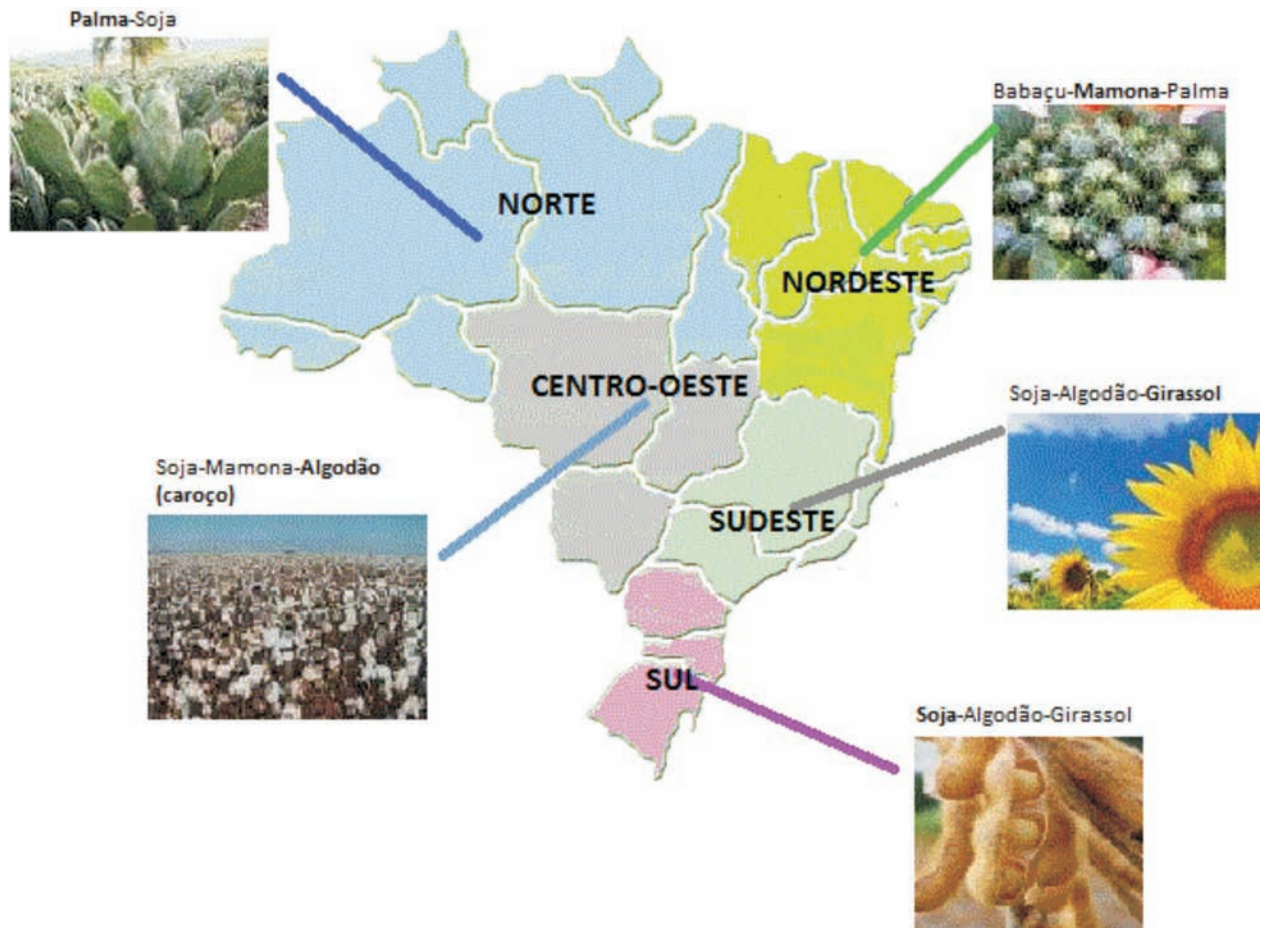 Palma-Soja
Babaçu-Mamona-Palma
NORTE
NORDESTE
CENTRO-OESTE
Soja-Algodão-Girassol
Soja-Mamona-Algodão
(caroço)
SUDESTE
SUL
Soja-Algodão-Girassol